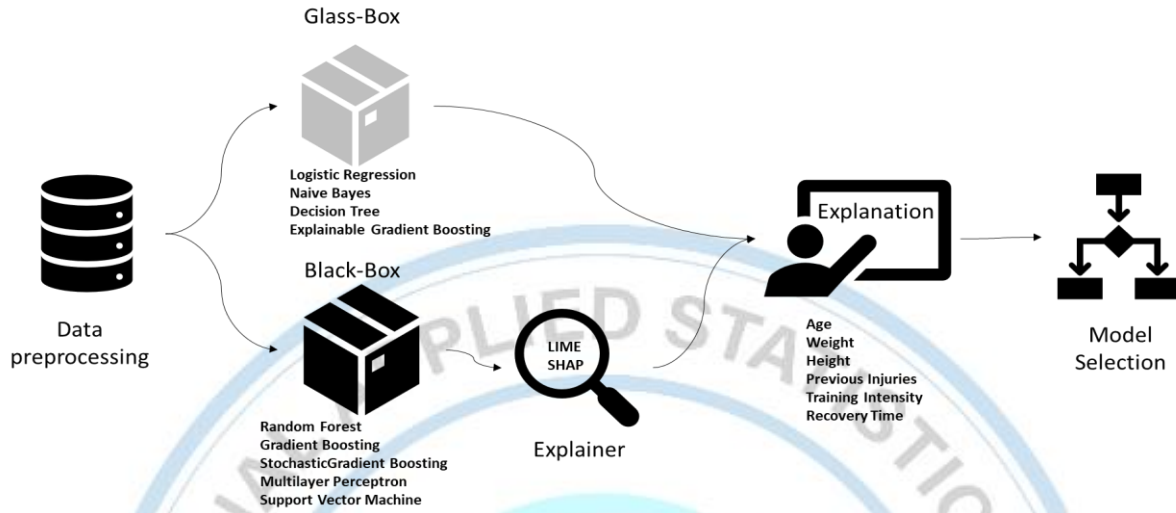 Glass-Box
Logistic Regression
Naive Bayes
Decision Tree
Explainable Gradient Boosting
Data
preprocessing
Black-Box
Random Forest
Gradient Boosting
StochasticGradient Boosting
Multilayer Perceptron
Support Vector Machine
LIME
SHAP
Explainer
Explanation
Age
Weight
Height
Previous Injuries
Training Intensity
Recovery Time
Model
Selection